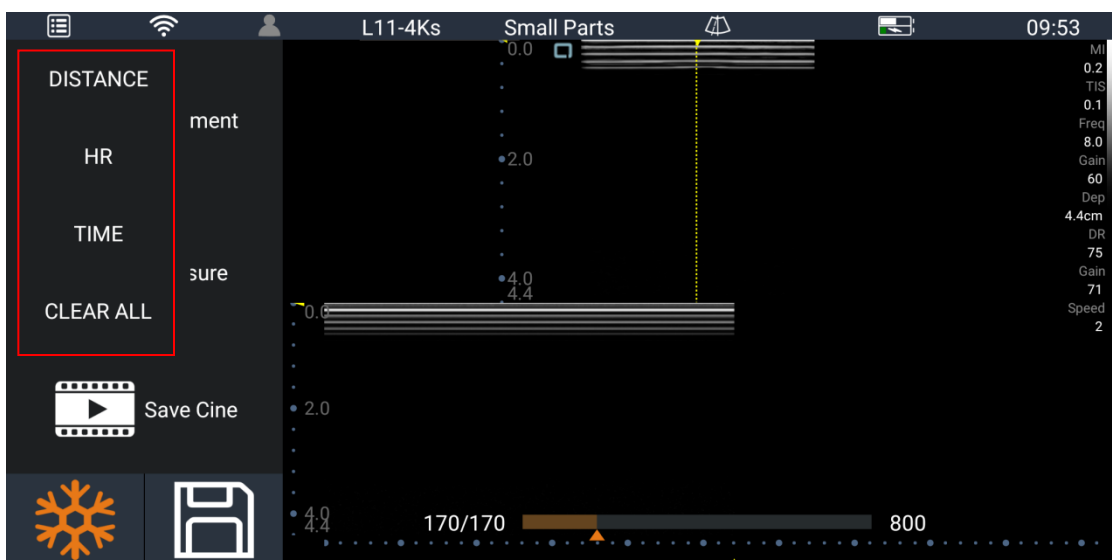 L11-4Ks Small Parts 09:53
DISTANCE
HR
TIME
CLEAR ALL
ment
sure
Save Cine
0.0
2.0
4.0
4.4
0.0
2.0
4.0
4.4
170/170 800
MI
0.2
TIS
0.1
Freq
8.0
Gain
60
Dep
4.4cm
DR
75
Gain
71
Speed
2